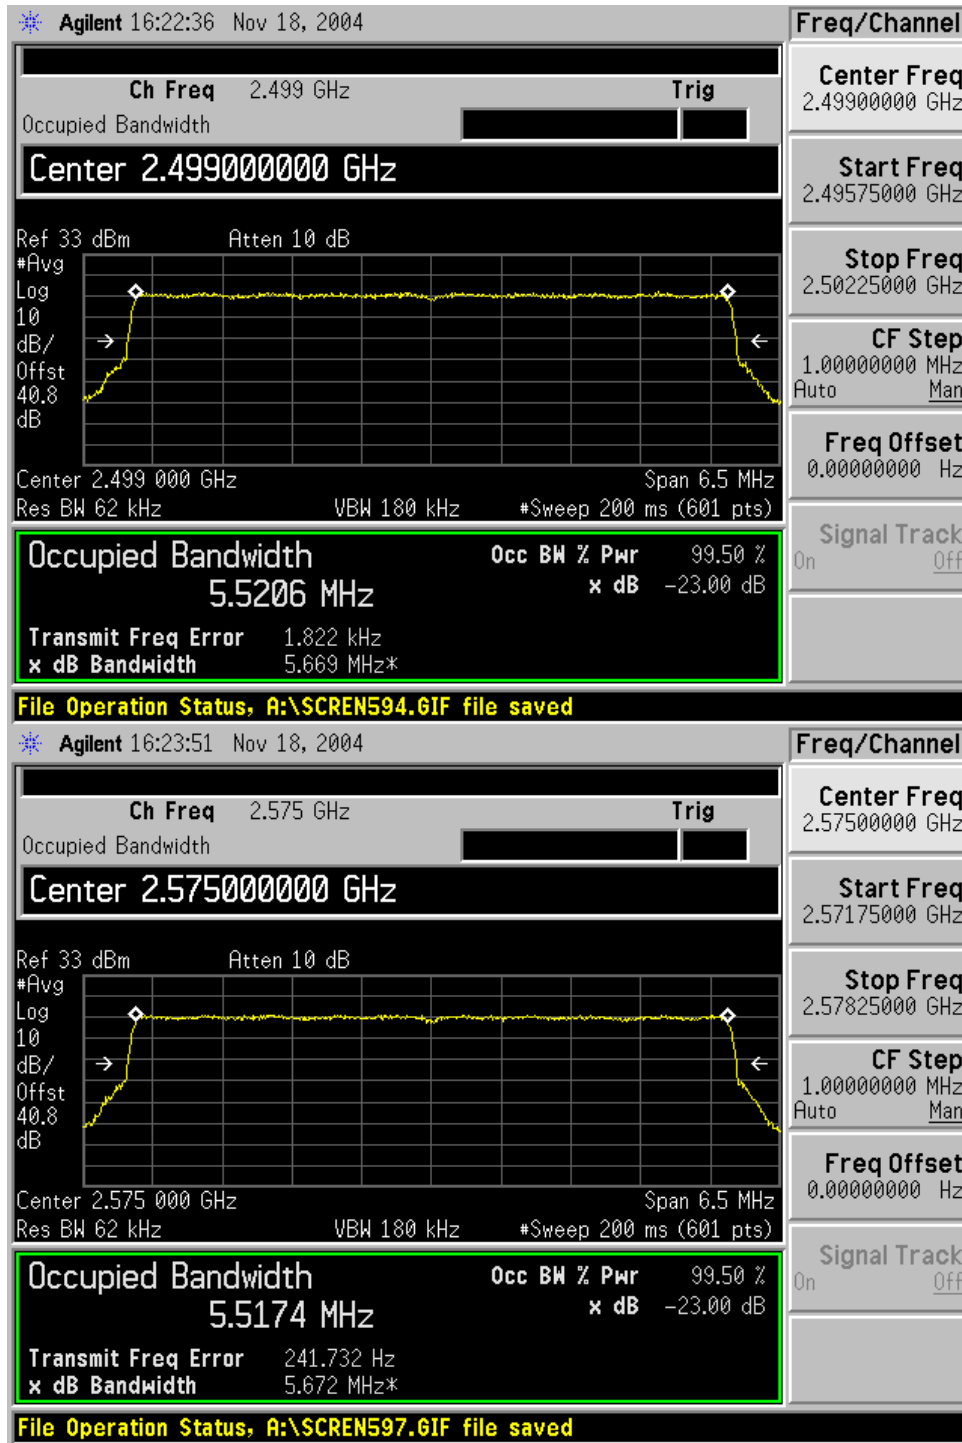 Agilent 16:22:36 Nov 18, 2004
Freq/Channel
Ch Freq 2.499 GHz Trig
Occupied Bandwidth
Center 2.499000000 GHz
Center Freq
2.49900000 GHz
Start Freq
2.49575000 GHz
Stop Freq
2.50225000 GHz
CF Step
1.00000000 MHz
Auto Man
Freq Offset
0.00000000 Hz
Signal Track
On Off
Ref 33 dBm Atten 10 dB
#Avg
Log
10
dB/
Offst
40.8
dB
Center 2.499 000 GHz Span 6.5 MHz
Res BW 62 kHz VBW 180 kHz #Sweep 200 ms (601 pts)
Occupied Bandwidth Occ BW % Pwr 99.50 %
5.5206 MHz x dB -23.00 dB
Transmit Freq Error 1.822 kHz
x dB Bandwidth 5.669 MHz*
File Operation Status, A:\SCREN594.GIF file saved
Agilent 16:23:51 Nov 18, 2004
Freq/Channel
Ch Freq 2.575 GHz Trig
Occupied Bandwidth
Center 2.575000000 GHz
Center Freq
2.57500000 GHz
Start Freq
2.57175000 GHz
Stop Freq
2.57825000 GHz
CF Step
1.00000000 MHz
Auto Man
Freq Offset
0.00000000 Hz
Signal Track
On Off
Ref 33 dBm Atten 10 dB
#Avg
Log
10
dB/
Offst
40.8
dB
Center 2.575 000 GHz Span 6.5 MHz
Res BW 62 kHz VBW 180 kHz #Sweep 200 ms (601 pts)
Occupied Bandwidth Occ BW % Pwr 99.50 %
5.5174 MHz x dB -23.00 dB
Transmit Freq Error 241.732 Hz
x dB Bandwidth 5.672 MHz*
File Operation Status, A:\SCREN597.GIF file saved